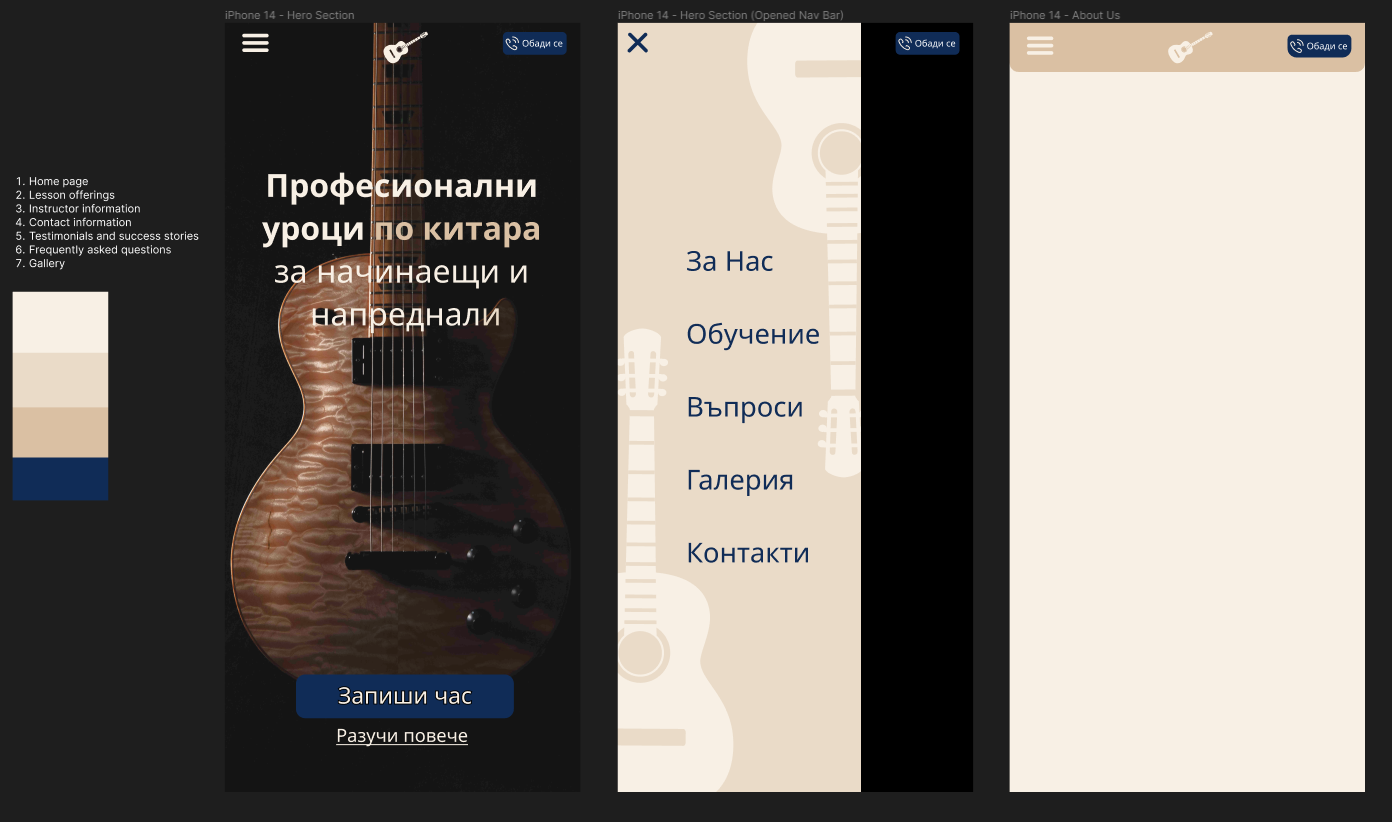 iPhone 14 - Hero Section
iPhone 14 - Hero Section (Opened Nav Bar)
iPhone 14 - About Us
1. Home page
2. Lesson offerings
3. Instructor information
4. Contact information
5. Testimonials and success stories
6. Frequently asked questions
7. Gallery
Обади се
Професионални
уроци по китара
за начинаещи и
напреднали
Запиши час
Разучи повече
Обади се
За Нас
Обучение
Въпроси
Галерия
Контакти
Обади се